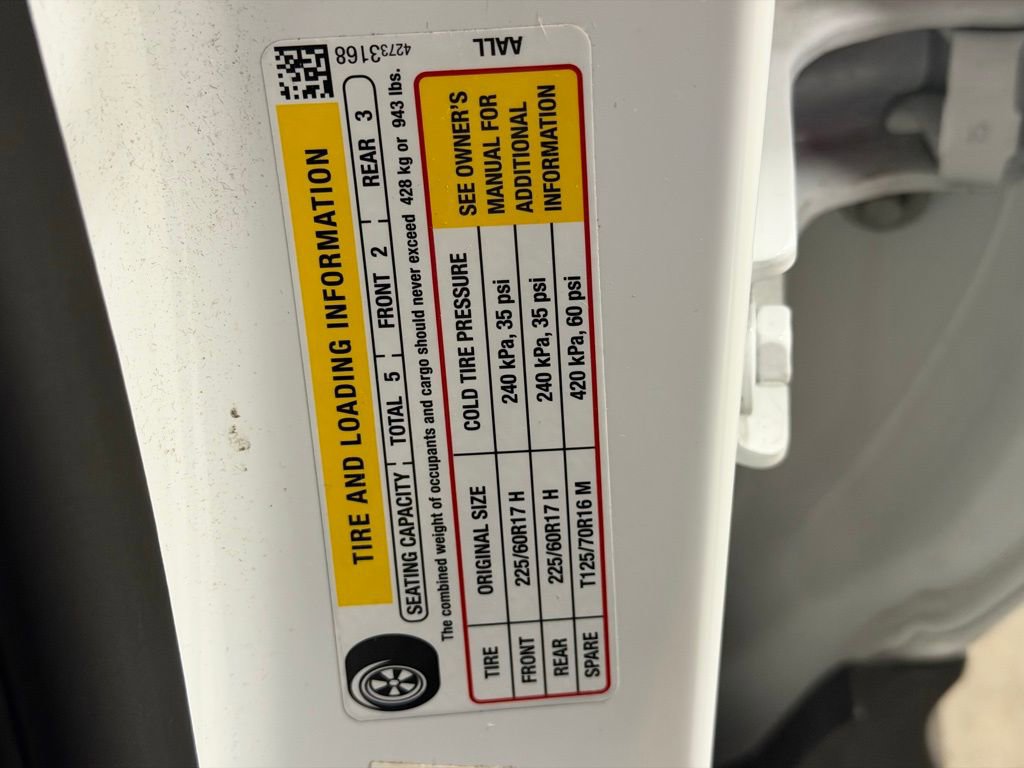 42733168
AALL
TIRE AND LOADING INFORMATION
SEATING CAPACITY TOTAL 5 FRONT 2 REAR 3
The combined weight of occupants and cargo should never exceed 428 kg or 943 lbs.
TIRE ORIGINAL SIZE COLD TIRE PRESSURE
FRONT 225/60R17 H 240 kPa, 35 psi
REAR 225/60R17 H 240 kPa, 35 psi
SPARE T125/70R16 M 420 kPa, 60 psi
SEE OWNER'S
MANUAL FOR
ADDITIONAL
INFORMATION